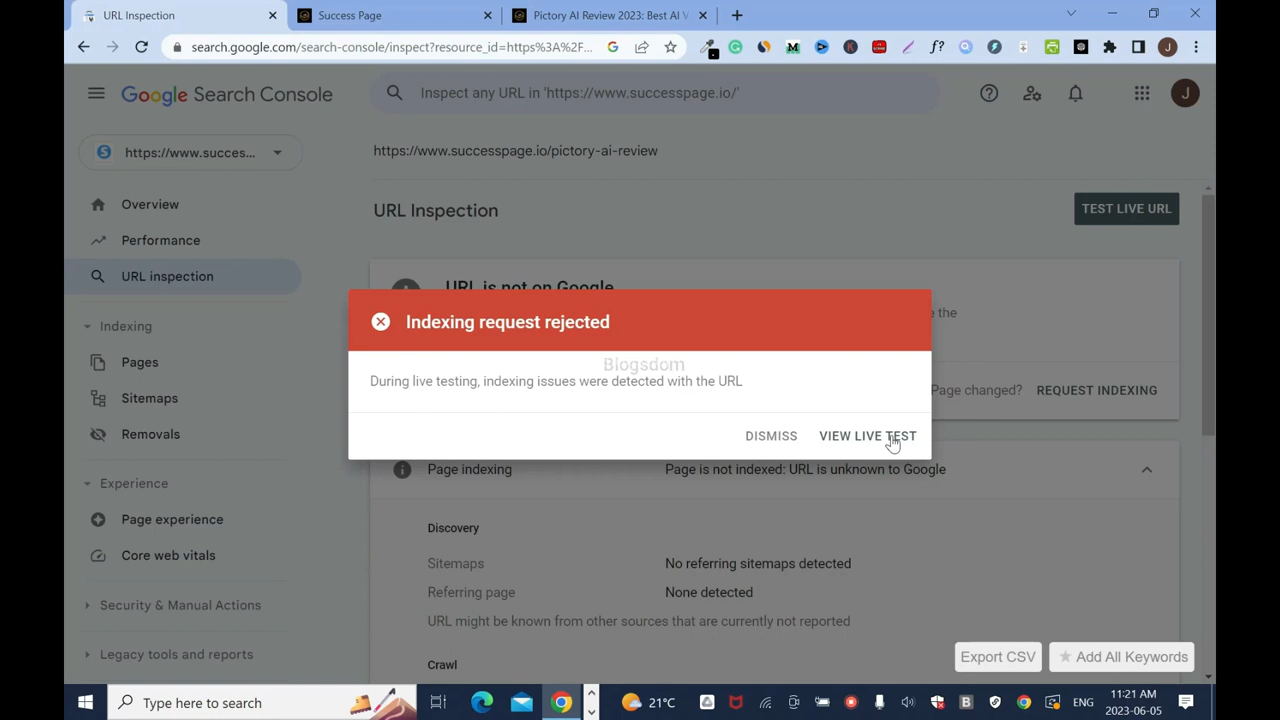 URL Inspection
Success Page
Pictory AI Review 2023: Best AI V
search.google.com/search-console/inspect?resource_id=https%3A%2F...
Google Search Console
Inspect any URL in 'https://www.successpage.io/'
J
https://www.succes...
https://www.successpage.io/pictory-ai-review
Overview
Performance
URL inspection
Indexing
Pages
Sitemaps
Removals
Experience
Page experience
Core web vitals
Security & Manual Actions
Legacy tools and reports
URL Inspection
TEST LIVE URL
URL is not on Google
e the
Page changed? REQUEST INDEXING
Indexing request rejected
Blogsdom
During live testing, indexing issues were detected with the URL
DISMISS VIEW LIVE TEST
Page indexing Page is not indexed: URL is unknown to Google
Discovery
Sitemaps No referring sitemaps detected
Referring page None detected
URL might be known from other sources that are currently not reported
Crawl
Export CSV
Add All Keywords
Type here to search
21°C
ENG
11:21 AM
2023-06-05